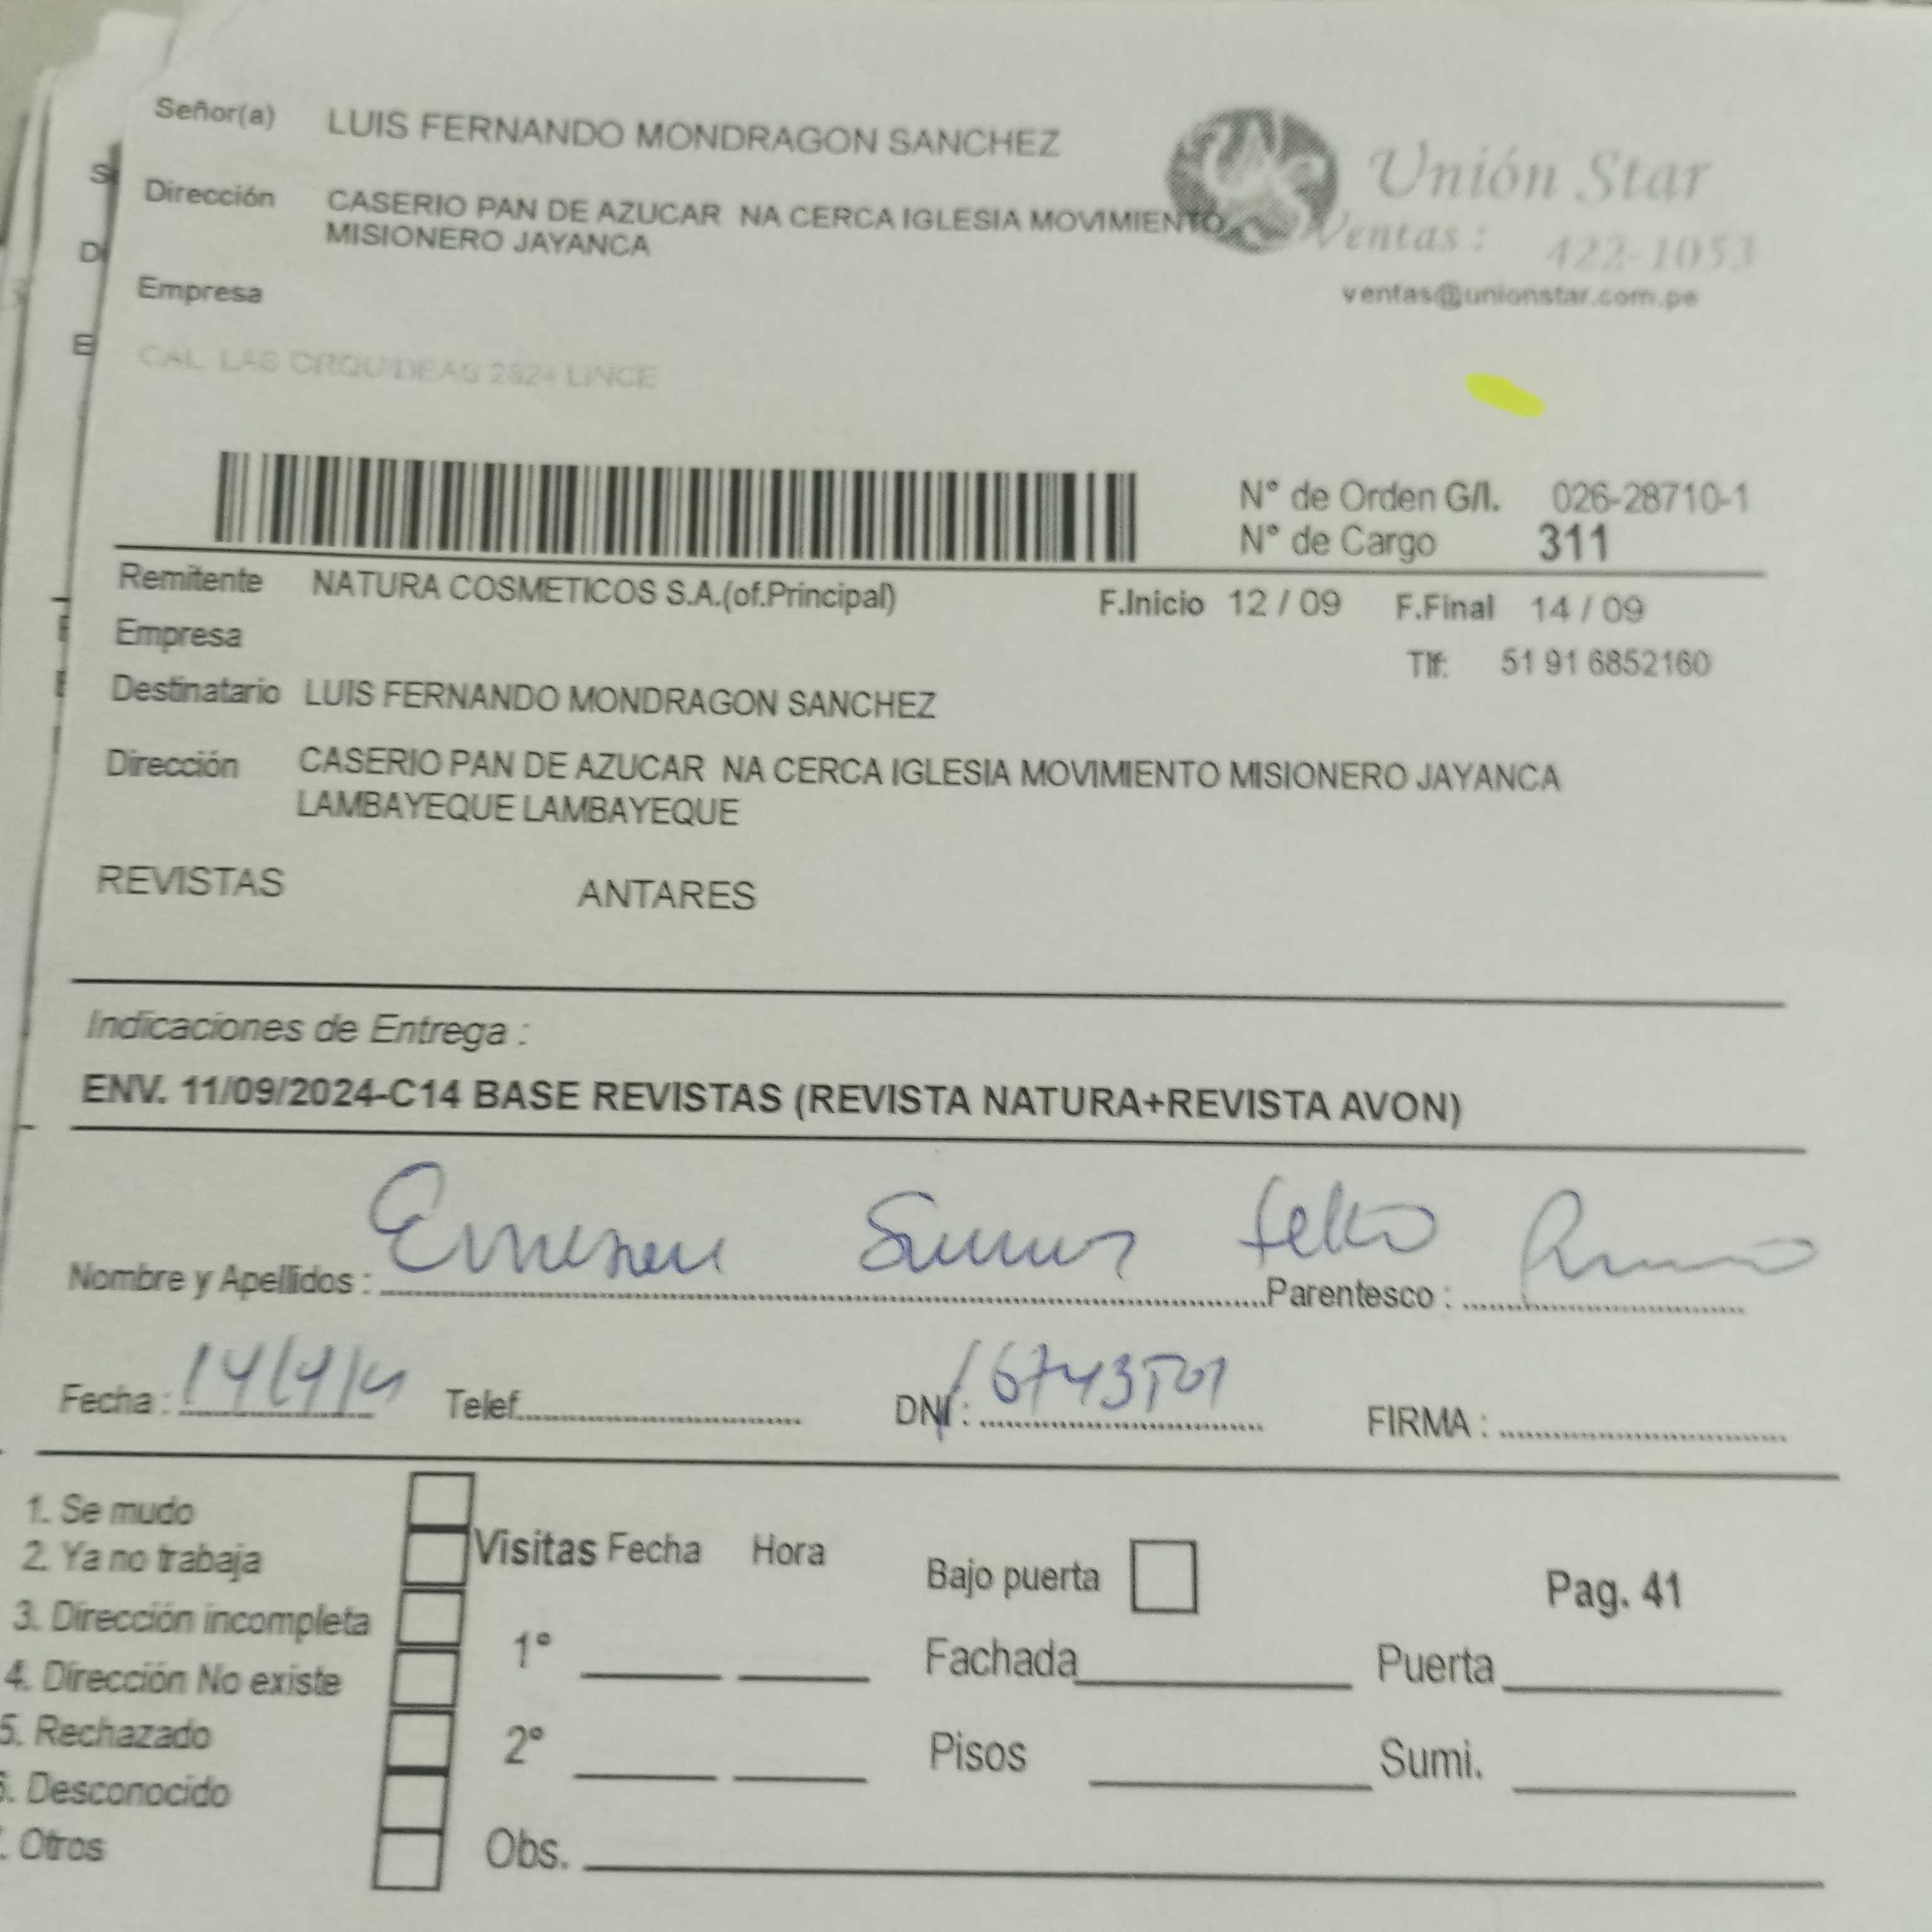 Señor(a) LUIS FERNANDO MONDRAGON SANCHEZ
Unión Star
Dirección CASERIO PAN DE AZUCAR NA CERCA IGLESIA MOVIMIENTO
MISIONERO JAYANCA
Ventas : 422-1053
ventas@unionstar.com.pe
Empresa
CAL. LAS ORQUIDEAS 2624 LINCE
N° de Orden G/I. 026-28710-1
N° de Cargo 311
Remitente NATURA COSMETICOS S.A.(of.Principal) F.Inicio 12 / 09 F.Final 14 / 09
Empresa
Tlf: 51 91 6852160
Destinatario LUIS FERNANDO MONDRAGON SANCHEZ
Dirección CASERIO PAN DE AZUCAR NA CERCA IGLESIA MOVIMIENTO MISIONERO JAYANCA
LAMBAYEQUE LAMBAYEQUE
REVISTAS ANTARES
Indicaciones de Entrega :
ENV. 11/09/2024-C14 BASE REVISTAS (REVISTA NATURA+REVISTA AVON)
Nombre y Apellidos : Parentesco :
Fecha : Telef. DNI : FIRMA :
1. Se mudo
2. Ya no trabaja
3. Dirección incompleta
4. Dirección No existe
5. Rechazado
. Desconocido
. Otros
Visitas Fecha Hora
1°
2°
Obs.
Bajo puerta
Pag. 41
Fachada Puerta
Pisos Sumi.